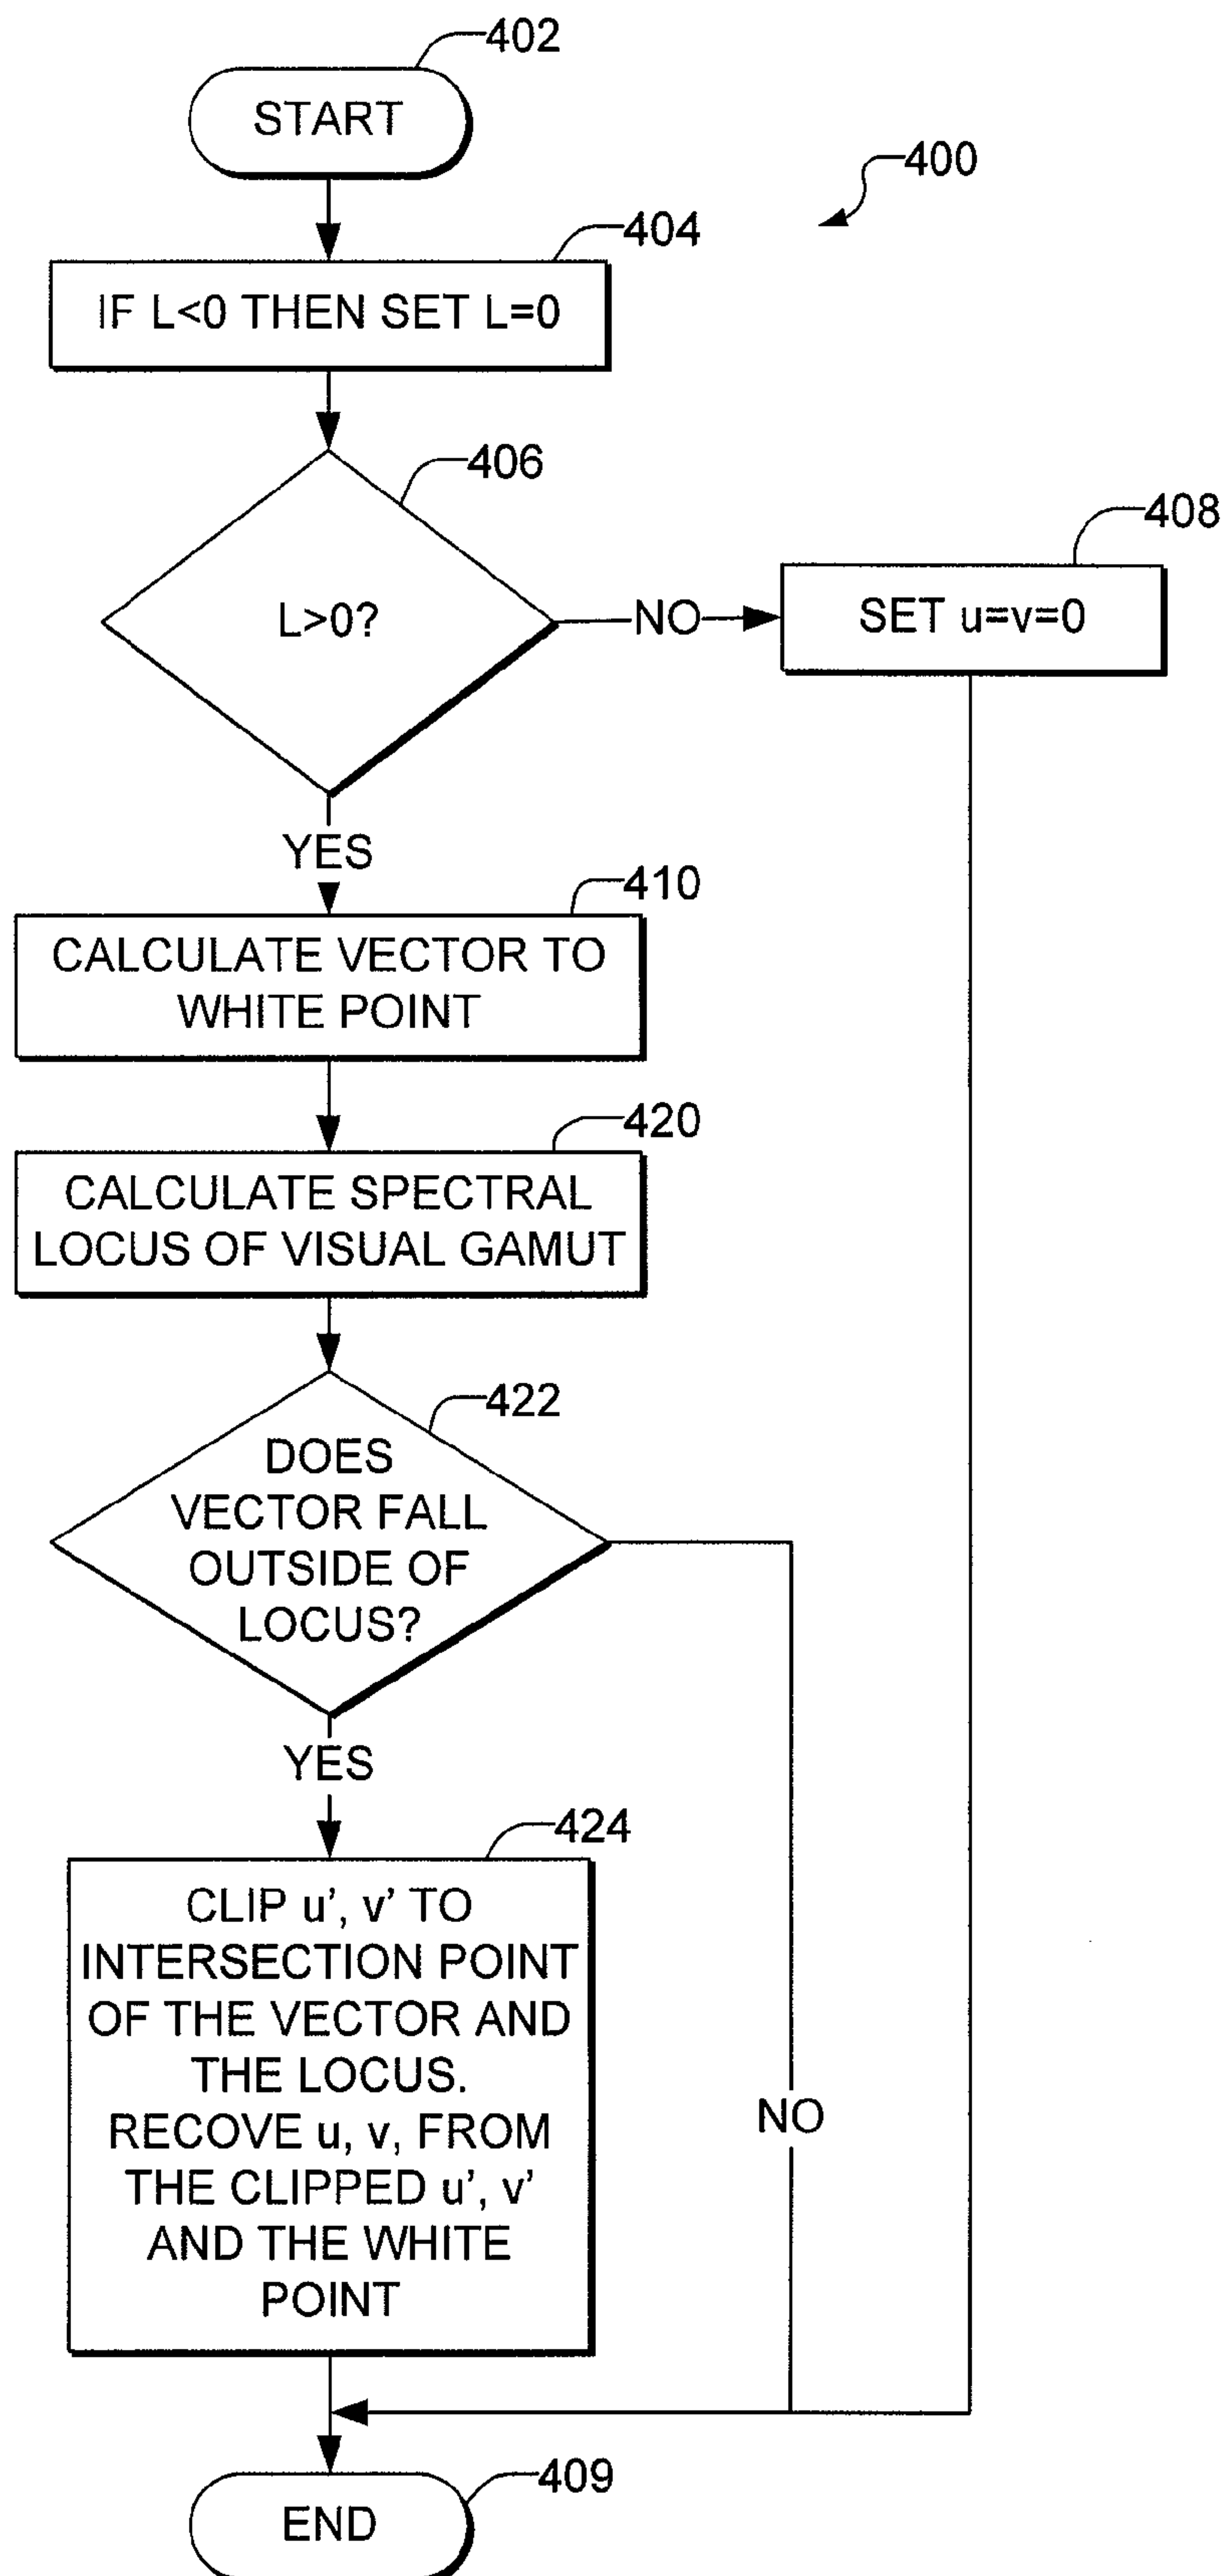 402
START
400
404
IF L<0 THEN SET L=0
406
408
L>0?
NO
SET u=v=0
YES
410
CALCULATE VECTOR TO
WHITE POINT
420
CALCULATE SPECTRAL
LOCUS OF VISUAL GAMUT
422
DOES
VECTOR FALL
OUTSIDE OF
LOCUS?
YES
424
CLIP u’, v’ TO
INTERSECTION POINT
OF THE VECTOR AND
THE LOCUS.
RECOVE u, v, FROM
THE CLIPPED u’, v’
AND THE WHITE
POINT
NO
409
END